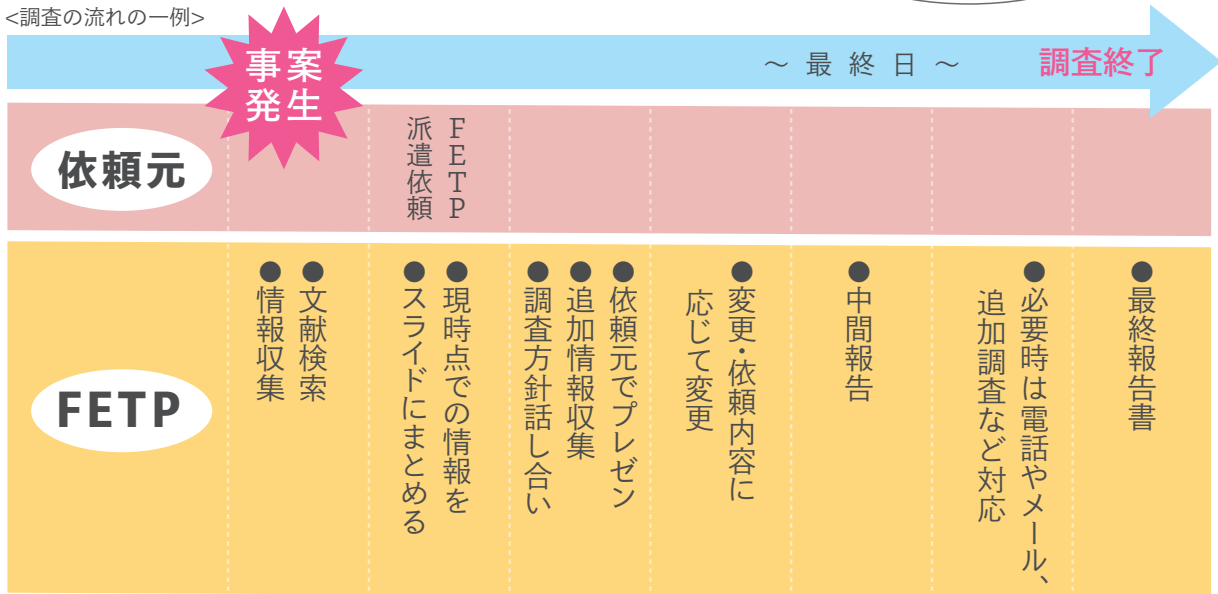 <調査の流れの一例>
事案
発生
～最終日～
調査終了
依頼元
FETP
派遣依頼
FETP
●文献検索
●情報収集
●現時点での情報を
●スライドにまとめる
●依頼元でプレゼン
●追加情報収集
●調査方針話し合い
●変更・依頼内容に
応じて変更
●中間報告
●必要時は電話やメール、
追加調査など対応
●最終報告書